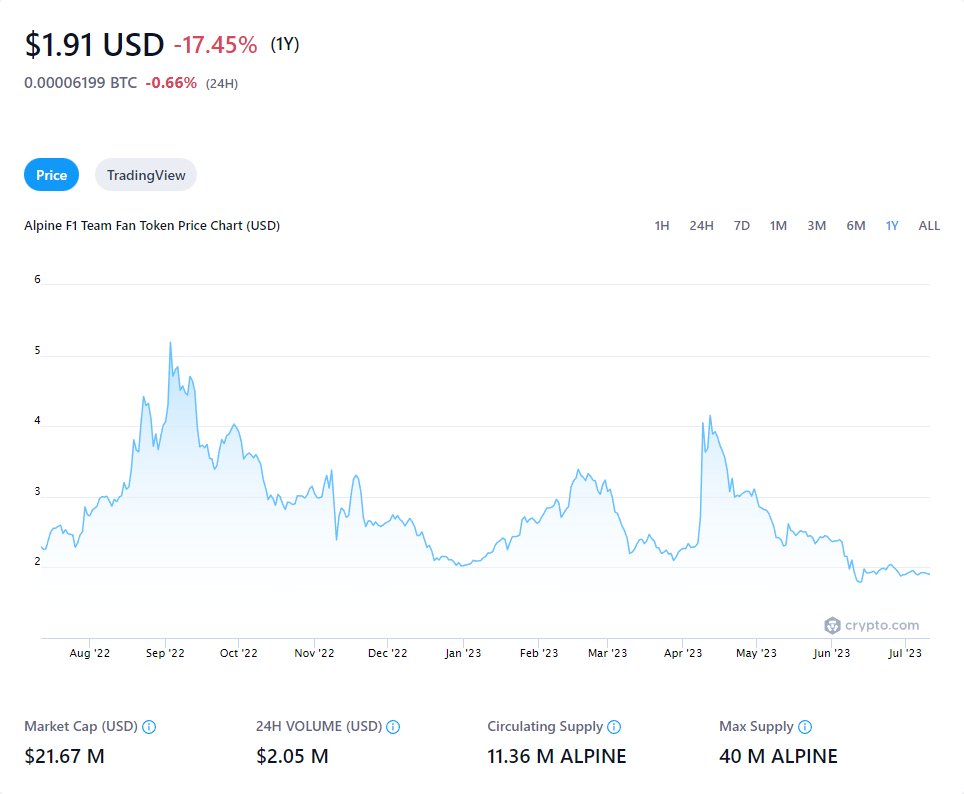 $1.91 USD -17.45% (1Y)
0.00006199 BTC -0.66% (24H)
Price TradingView
Alpine F1 Team Fan Token Price Chart (USD) 1H 24H 7D 1M 3M 6M 1Y ALL
6
5
4
3
2
crypto.com
Aug '22 Sep '22 Oct '22 Nov '22 Dec '22 Jan '23 Feb '23 Mar '23 Apr '23 May '23 Jun '23 Jul '23
Market Cap (USD) 24H VOLUME (USD) Circulating Supply Max Supply
$21.67 M $2.05 M 11.36 M ALPINE 40 M ALPINE